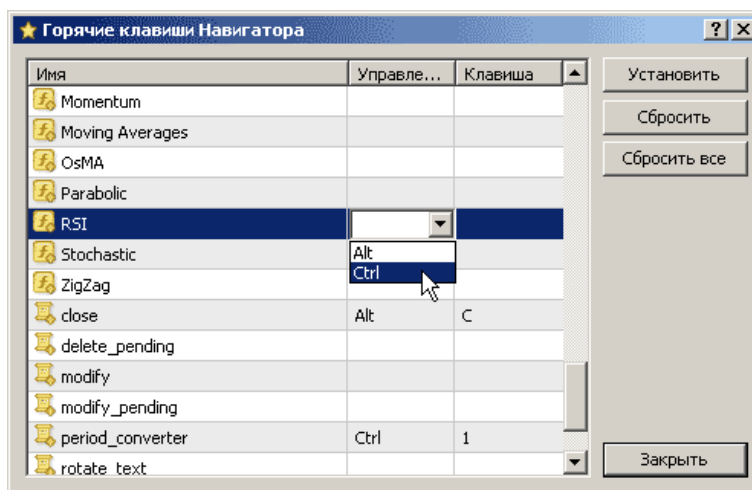 Горячие клавиши Навигатора
Имя Управле... Клавиша
Momentum
Moving Averages
OsMA
Parabolic
RSI
Stochastic Alt
Ctrl
ZigZag
close Alt C
delete_pending
modify
modify_pending
period_converter Ctrl 1
rotate_text
Установить
Сбросить
Сбросить все
Закрыть